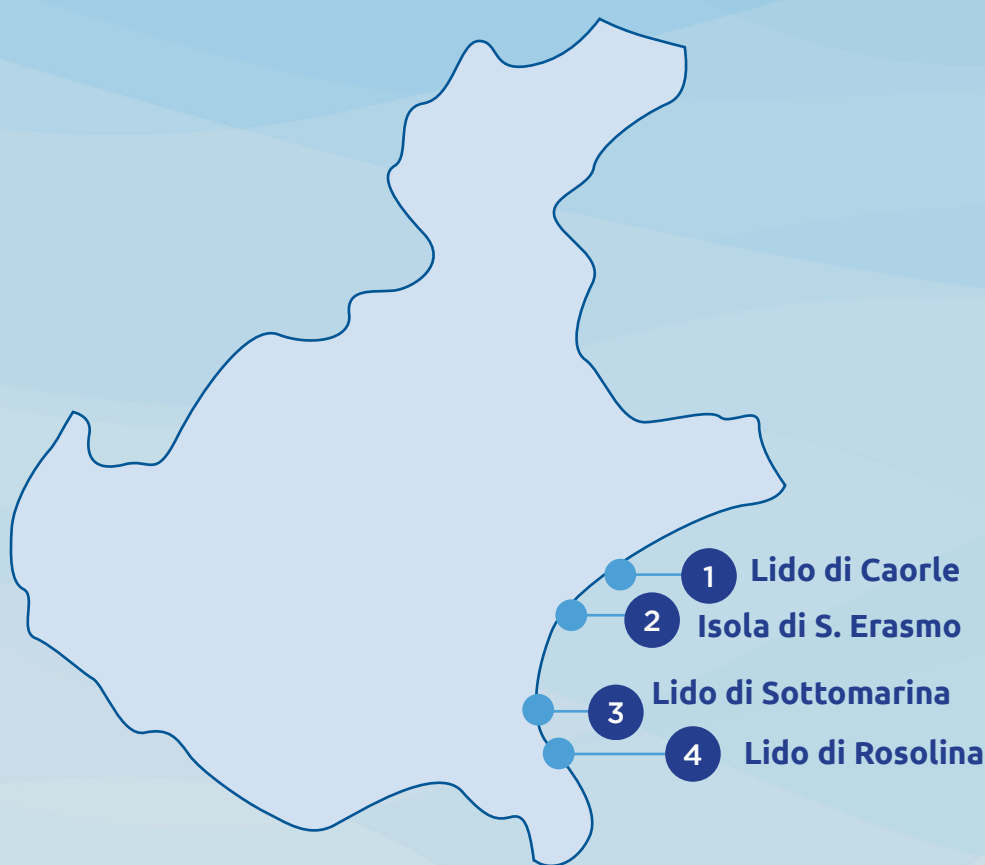 1 Lido di Caorle
2 Isola di S. Erasmo
3 Lido di Sottomarina
4 Lido di Rosolina